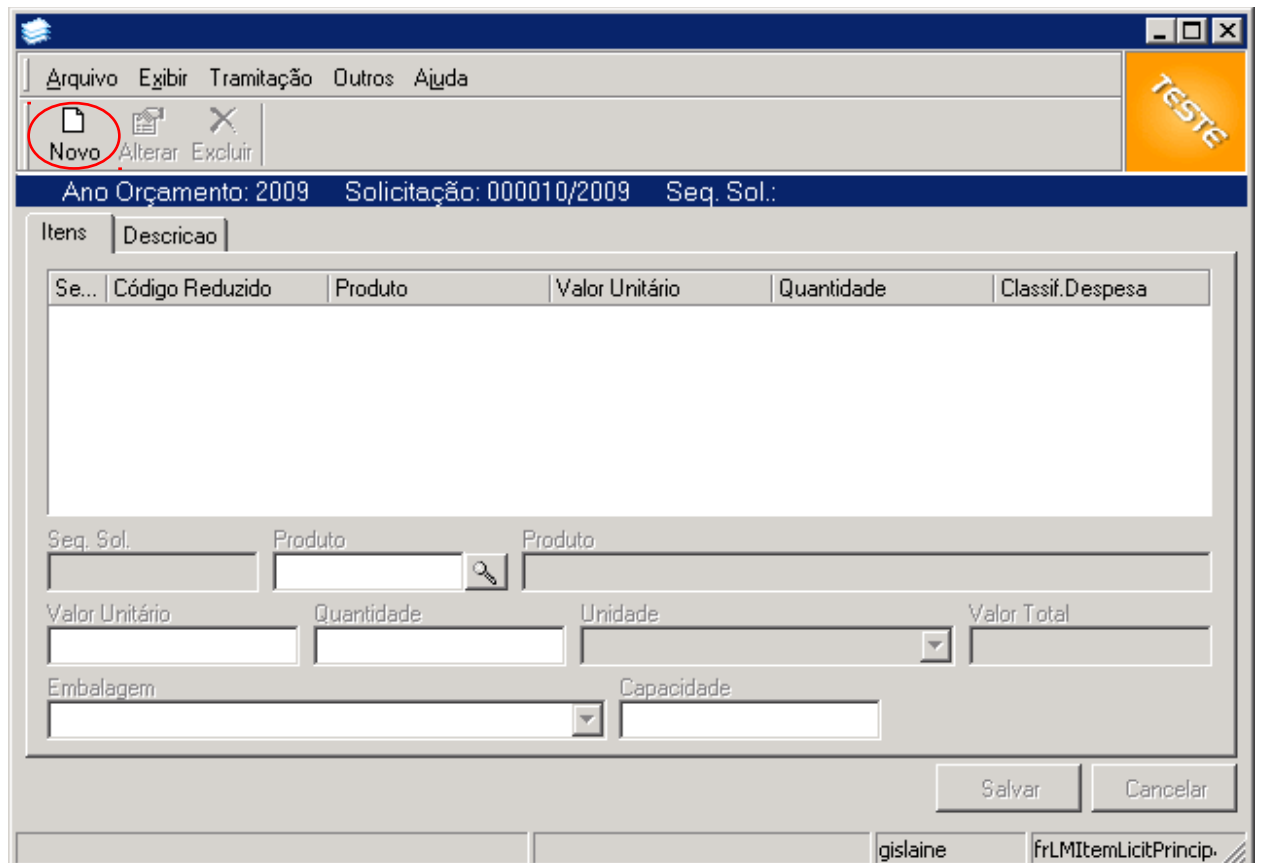 Arquivo Exibir Tramitação Outros Ajuda
TESTE
Novo Alterar Excluir
Ano Orçamento: 2009 Solicitação: 000010/2009 Seq. Sol.:
Itens Descricao
Se... Código Reduzido Produto Valor Unitário Quantidade Classif.Despesa
Seq. Sol. Produto Produto
Valor Unitário Quantidade Unidade Valor Total
Embalagem Capacidade
Salvar Cancelar
gislaine frLMItemLicitPrincip.